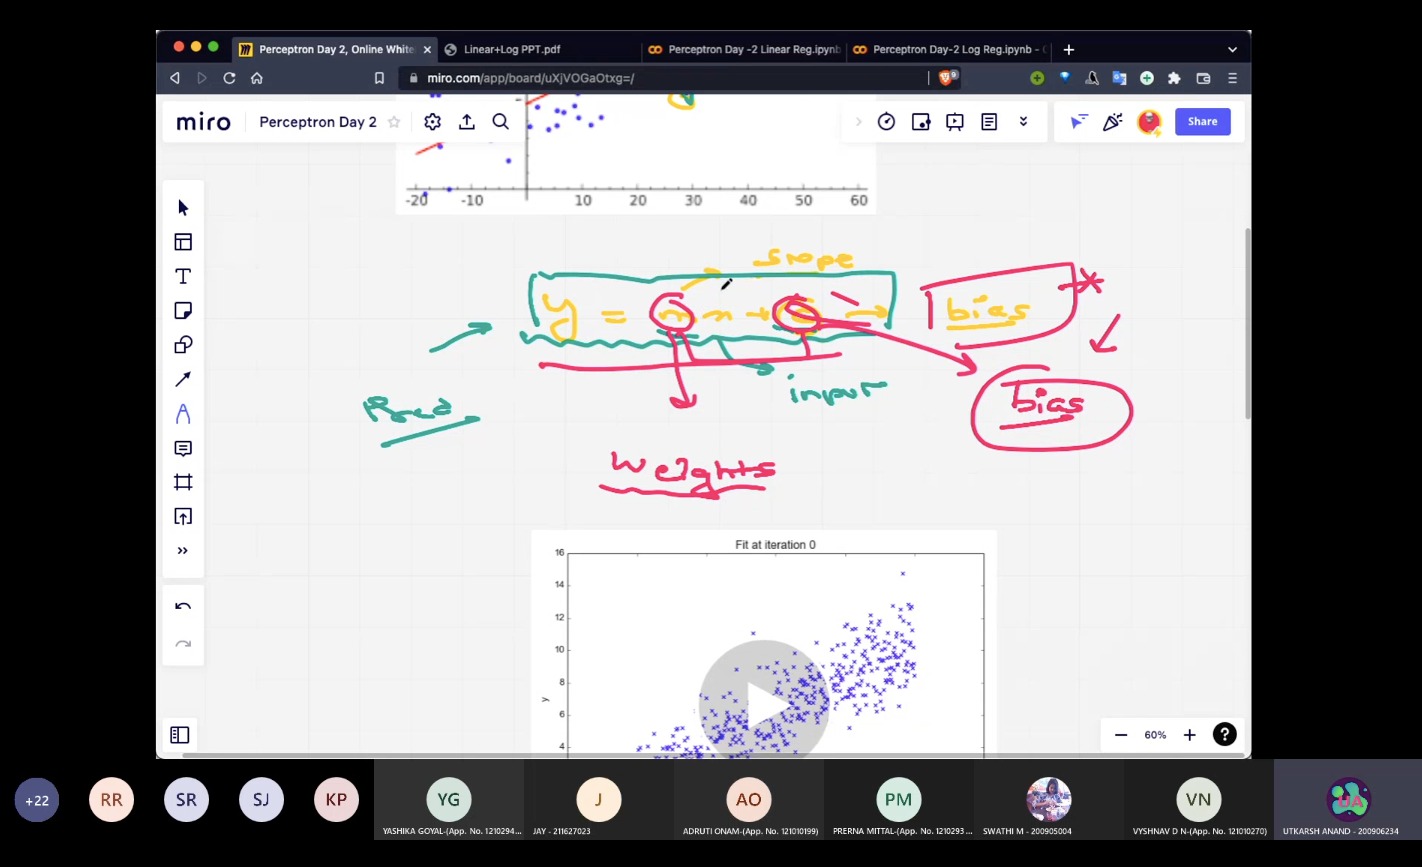 Perceptron Day 2, Online White
Linear+Log PPT.pdf
Perceptron Day -2 Linear Reg.ipynb
Perceptron Day-2 Log Reg.ipynb -
miro.com/app/board/uXjVOGaOtxg=/
miro
Perceptron Day 2
Share
-20 -10 10 20 30 40 50 60
slope
y = mx + c → bias
input
bias
Pred
Weights
Fit at iteration 0
16
14
12
10
8
6
4
y
60%
+22
RR
SR
SJ
KP
YG
J
AO
PM
VN
UA
YASHIKA GOYAL-(App. No. 1210294...
JAY - 211627023
ADRUTI ONAM-(App. No. 121010199)
PRERNA MITTAL-(App. No. 1210293 ...
SWATHI M - 200905004
VYSHNAV D N-(App. No. 121010270)
UTKARSH ANAND - 200906234